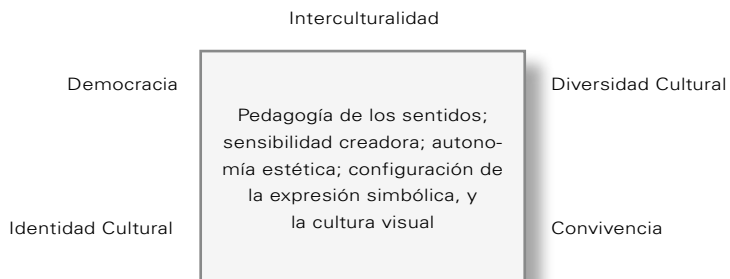 Interculturalidad
Democracia
Diversidad Cultural
Pedagogía de los sentidos;
sensibilidad creadora; autono-
mía estética; configuración de
la expresión simbólica, y
la cultura visual
Identidad Cultural
Convivencia